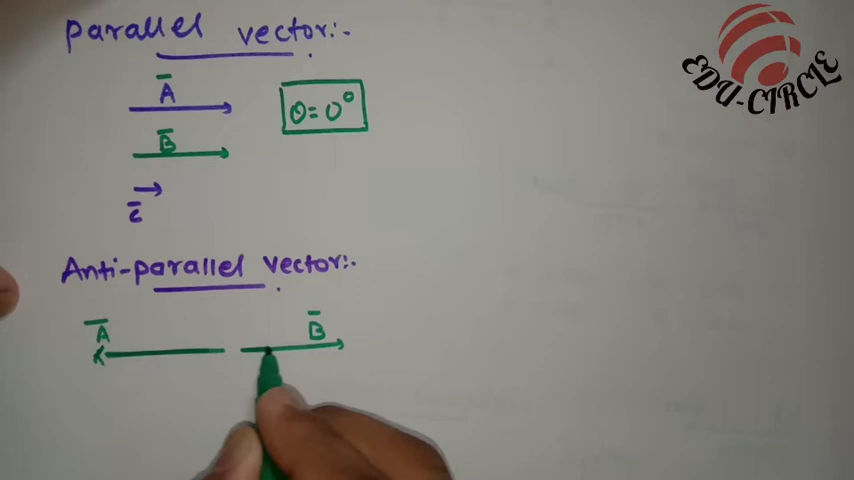 Parallel vector:-
A̅
θ=0°
B̅
c̅
Anti-parallel vector:-
A̅
B̅
EDU-CIRCLE